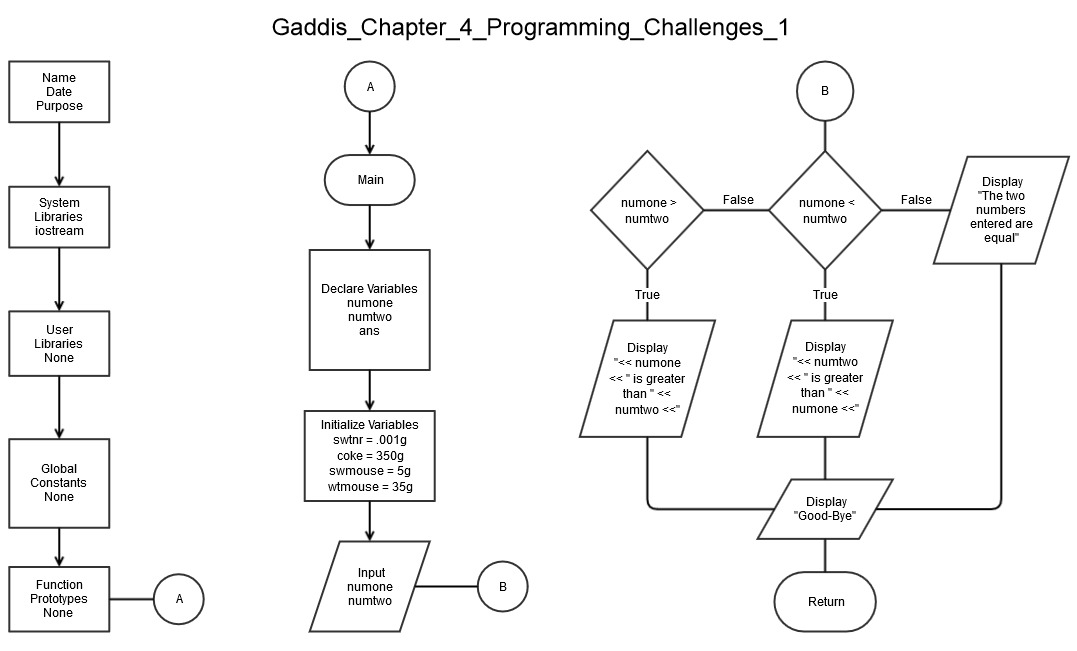 Gaddis_Chapter_4_Programming_Challenges_1
Name
Date
Purpose
System
Libraries
iostream
User
Libraries
None
Global
Constants
None
Function
Prototypes
None
A
A
Main
Declare Variables
numone
numtwo
ans
Initialize Variables
swtnr = .001g
coke = 350g
swmouse = 5g
wtmouse = 35g
Input
numone
numtwo
B
B
numone >
numtwo
False
numone <
numtwo
False
Display
"The two
numbers
entered are
equal"
True
True
Display
"<< numone
<< " is greater
than " <<
numtwo <<"
Display
"<< numtwo
<< " is greater
than " <<
numone <<"
Display
"Good-Bye"
Return